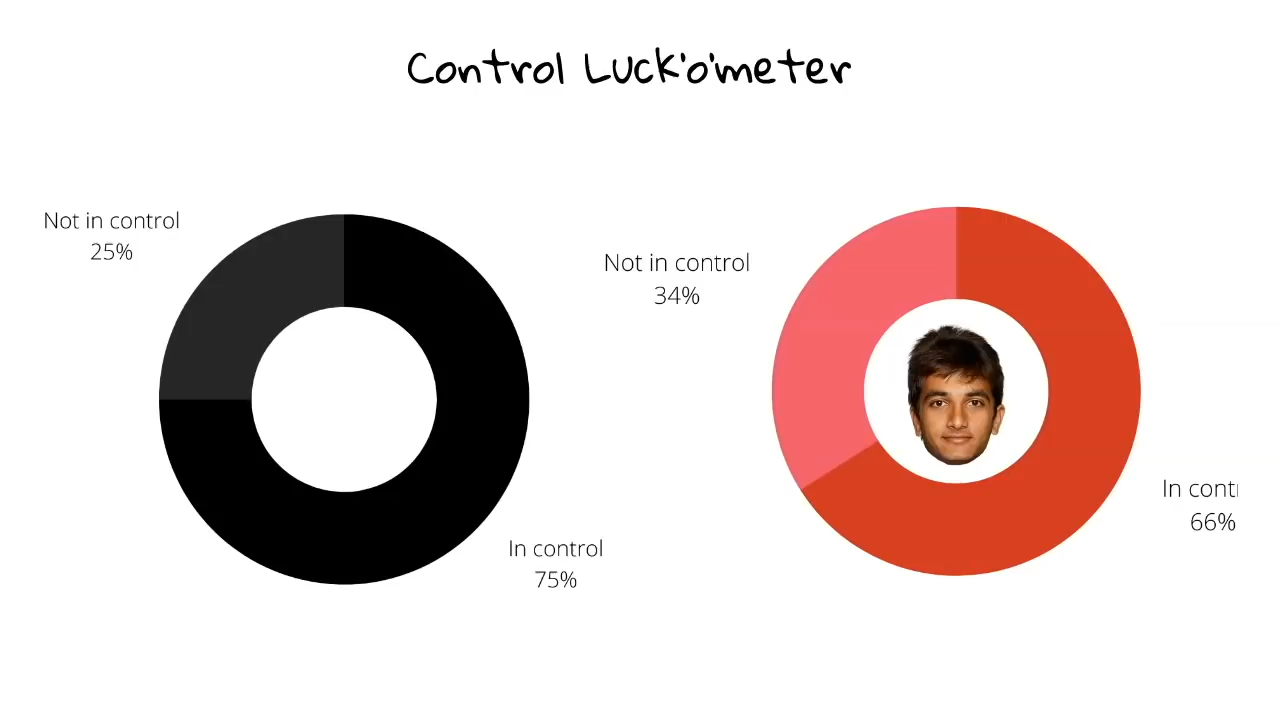 Control Luck'o'meter
Not in control
25%
In control
75%
Not in control
34%
In contr
66%